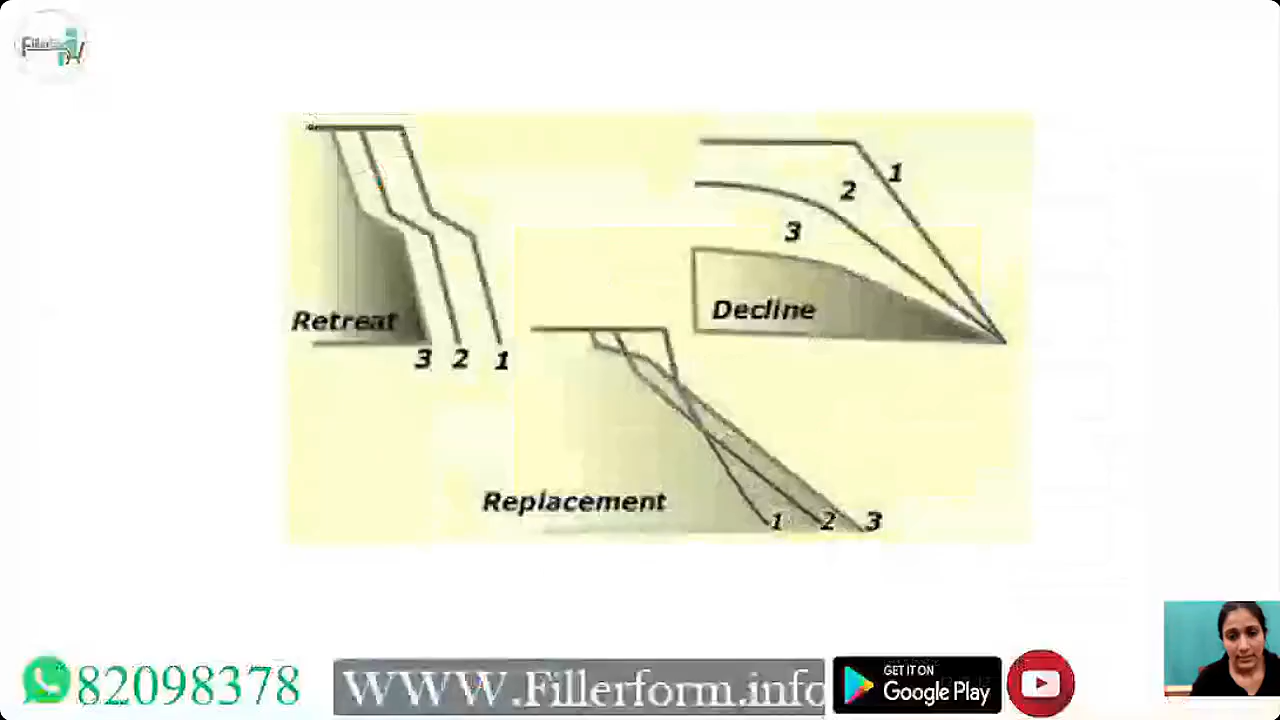 Fillerform
1
2
3
Decline
Retreat
3 2 1
Replacement
1 2 3
82098378
WWW.Fillerform.info
GET IT ON
Google Play